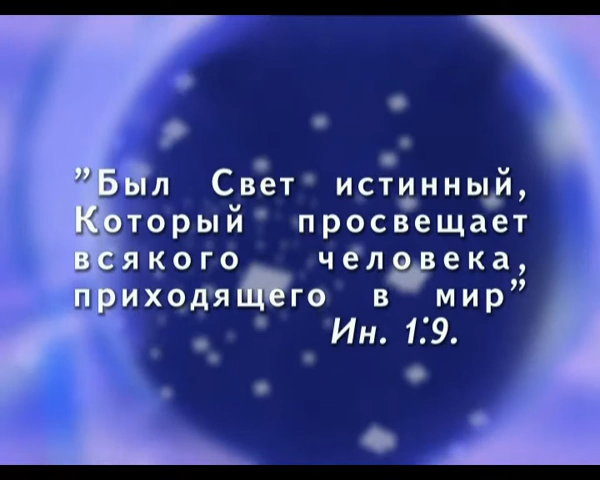 ”Был Свет истинный,
Который просвещает
всякого человека,
приходящего в мир”
Ин. 1:9.